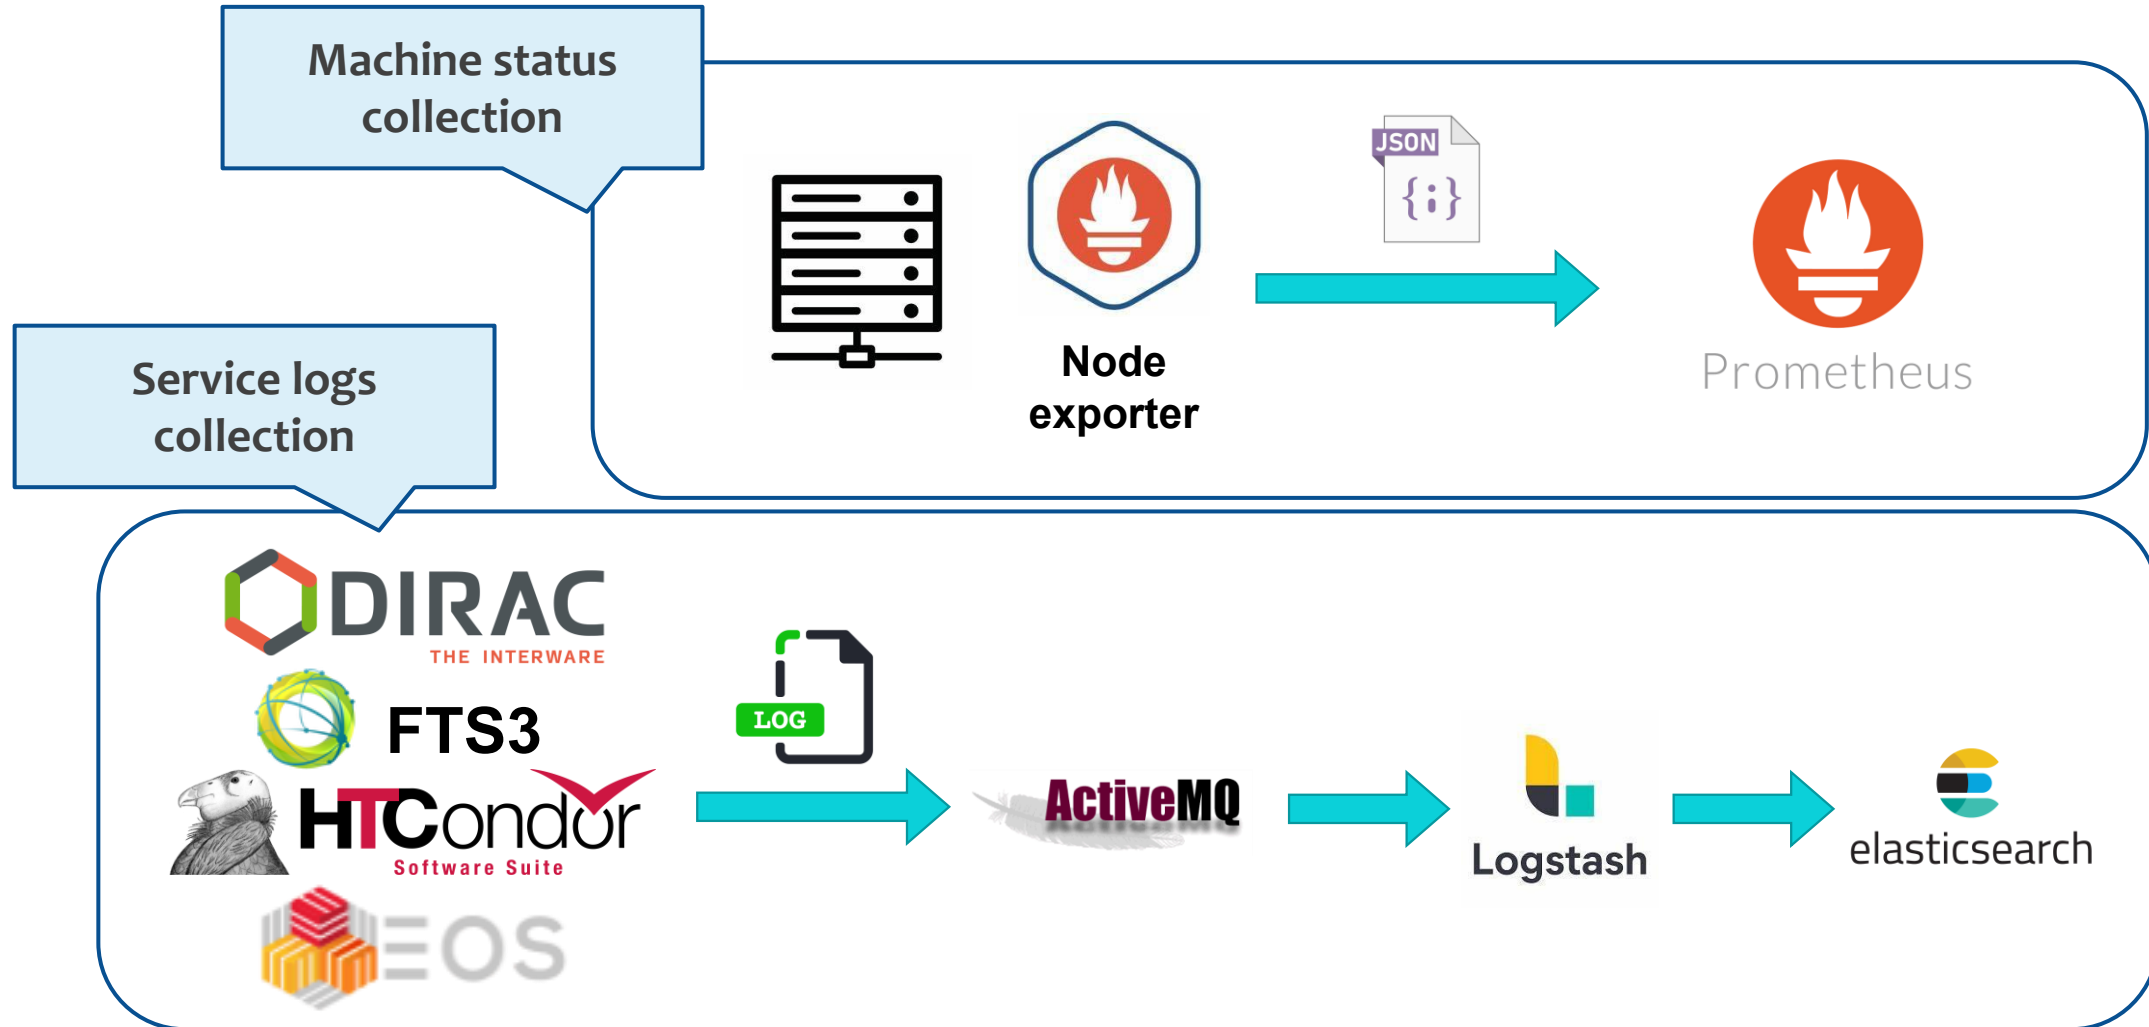 Machine status
collection
JSON
{;}
Node
exporter
Prometheus
Service logs
collection
DIRAC
THE INTERWARE
FTS3
HTCondor
Software Suite
EOS
LOG
ActiveMQ
Logstash
elasticsearch